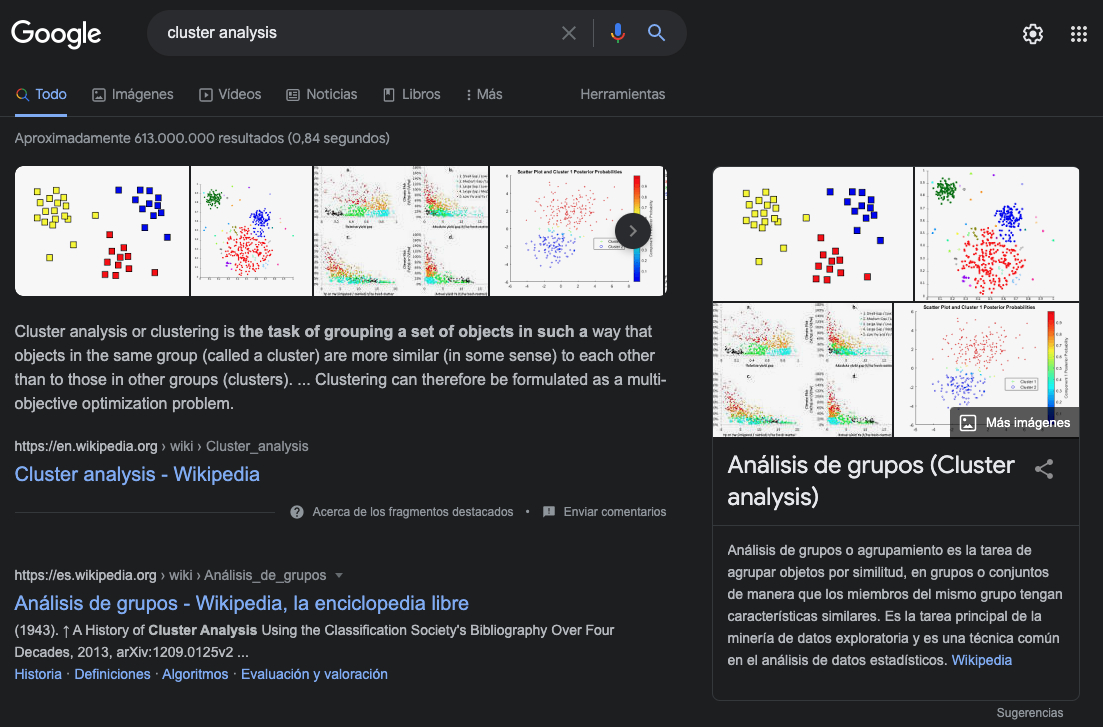 Google
cluster analysis
Todo
Imágenes
Vídeos
Noticias
Libros
Más
Herramientas
Aproximadamente 613.000.000 resultados (0,84 segundos)
Scatter Plot and Cluster 1 Posterior Probabilities
Cluster analysis or clustering is the task of grouping a set of objects in such a way that
objects in the same group (called a cluster) are more similar (in some sense) to each other
than to those in other groups (clusters). ... Clustering can therefore be formulated as a multi-
objective optimization problem.
https://en.wikipedia.org › wiki › Cluster_analysis
Cluster analysis - Wikipedia
Acerca de los fragmentos destacados • Enviar comentarios
https://es.wikipedia.org › wiki › Análisis_de_grupos
Análisis de grupos - Wikipedia, la enciclopedia libre
(1943). ↑ A History of Cluster Analysis Using the Classification Society's Bibliography Over Four
Decades, 2013, arXiv:1209.0125v2 ...
Historia · Definiciones · Algoritmos · Evaluación y valoración
Scatter Plot and Cluster 1 Posterior Probabilities
Cluster 1
Cluster 2
Más imágenes
Análisis de grupos (Cluster
analysis)
Análisis de grupos o agrupamiento es la tarea de
agrupar objetos por similitud, en grupos o conjuntos
de manera que los miembros del mismo grupo tengan
características similares. Es la tarea principal de la
minería de datos exploratoria y es una técnica común
en el análisis de datos estadísticos. Wikipedia
Sugerencias